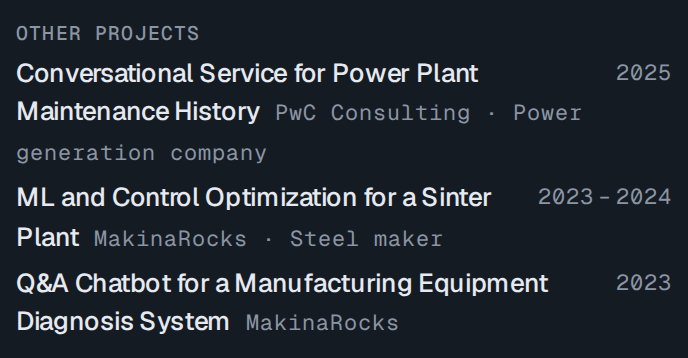 OTHER PROJECTS
Conversational Service for Power Plant 2025
Maintenance History PwC Consulting · Power
generation company
ML and Control Optimization for a Sinter 2023–2024
Plant MakinaRocks · Steel maker
Q&A Chatbot for a Manufacturing Equipment 2023
Diagnosis System MakinaRocks